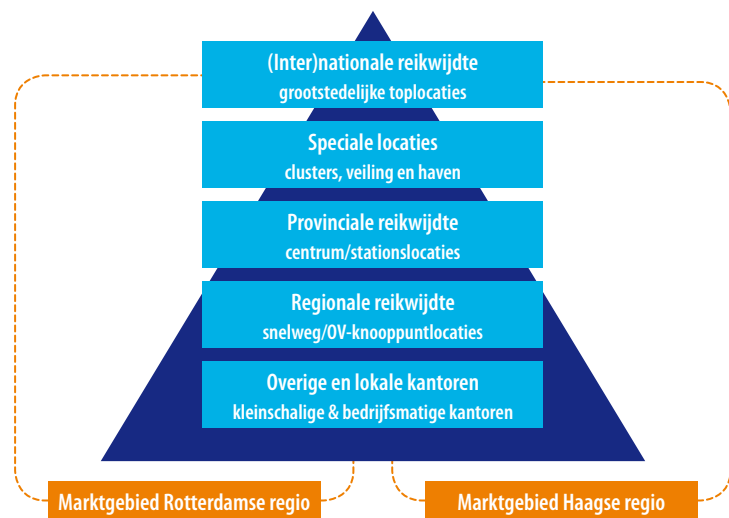 (Inter)nationale reikwijdte
grootstedelijke toplocaties
Speciale locaties
clusters, veiling en haven
Provinciale reikwijdte
centrum/stationslocaties
Regionale reikwijdte
snelweg/OV-knooppuntlocaties
Overige en lokale kantoren
kleinschalige & bedrijfsmatige kantoren
Marktgebied Rotterdamse regio
Marktgebied Haagse regio